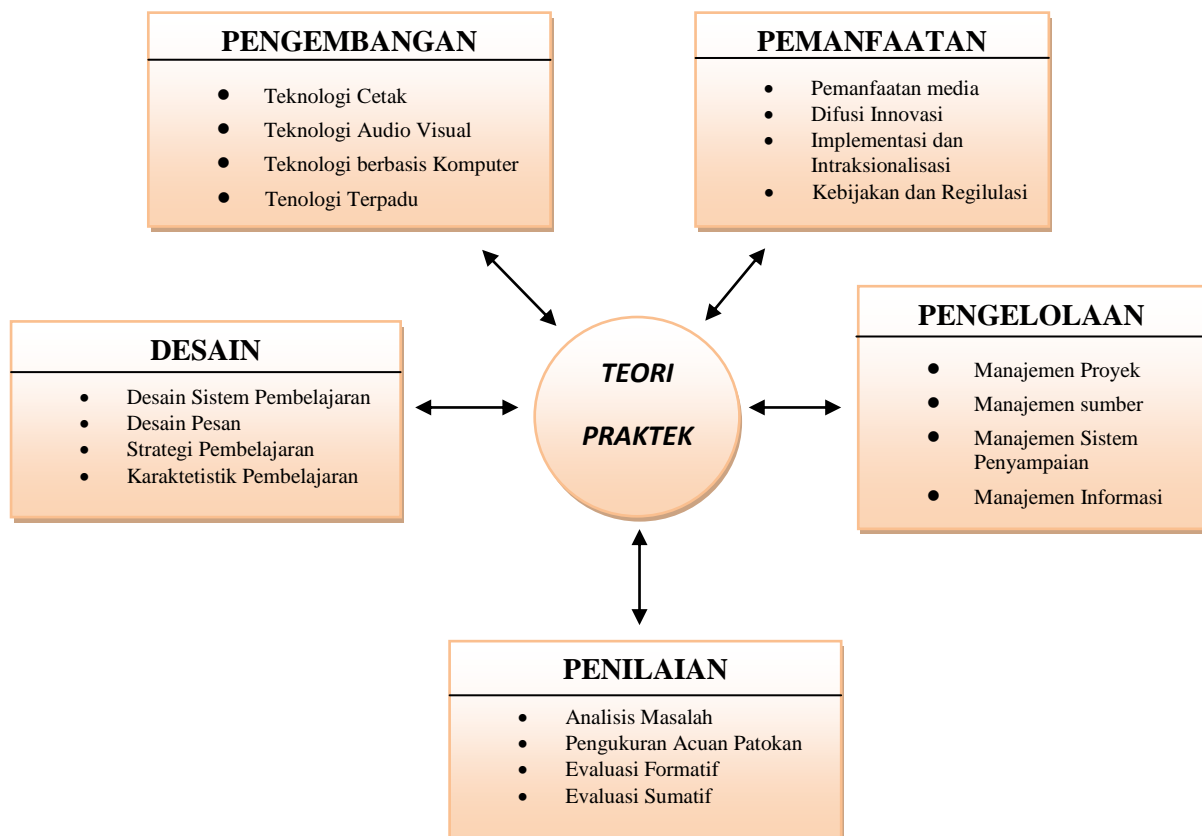 PENGEMBANGAN
• Teknologi Cetak
• Teknologi Audio Visual
• Teknologi berbasis Komputer
• Tenologi Terpadu
PEMANFAATAN
• Pemanfaatan media
• Difusi Innovasi
• Implementasi dan
Intraksionalisasi
• Kebijakan dan Regilulasi
DESAIN
• Desain Sistem Pembelajaran
• Desain Pesan
• Strategi Pembelajaran
• Karaktetistik Pembelajaran
TEORI
PRAKTEK
PENGELOLAAN
• Manajemen Proyek
• Manajemen sumber
• Manajemen Sistem
Penyampaian
• Manajemen Informasi
PENILAIAN
• Analisis Masalah
• Pengukuran Acuan Patokan
• Evaluasi Formatif
• Evaluasi Sumatif